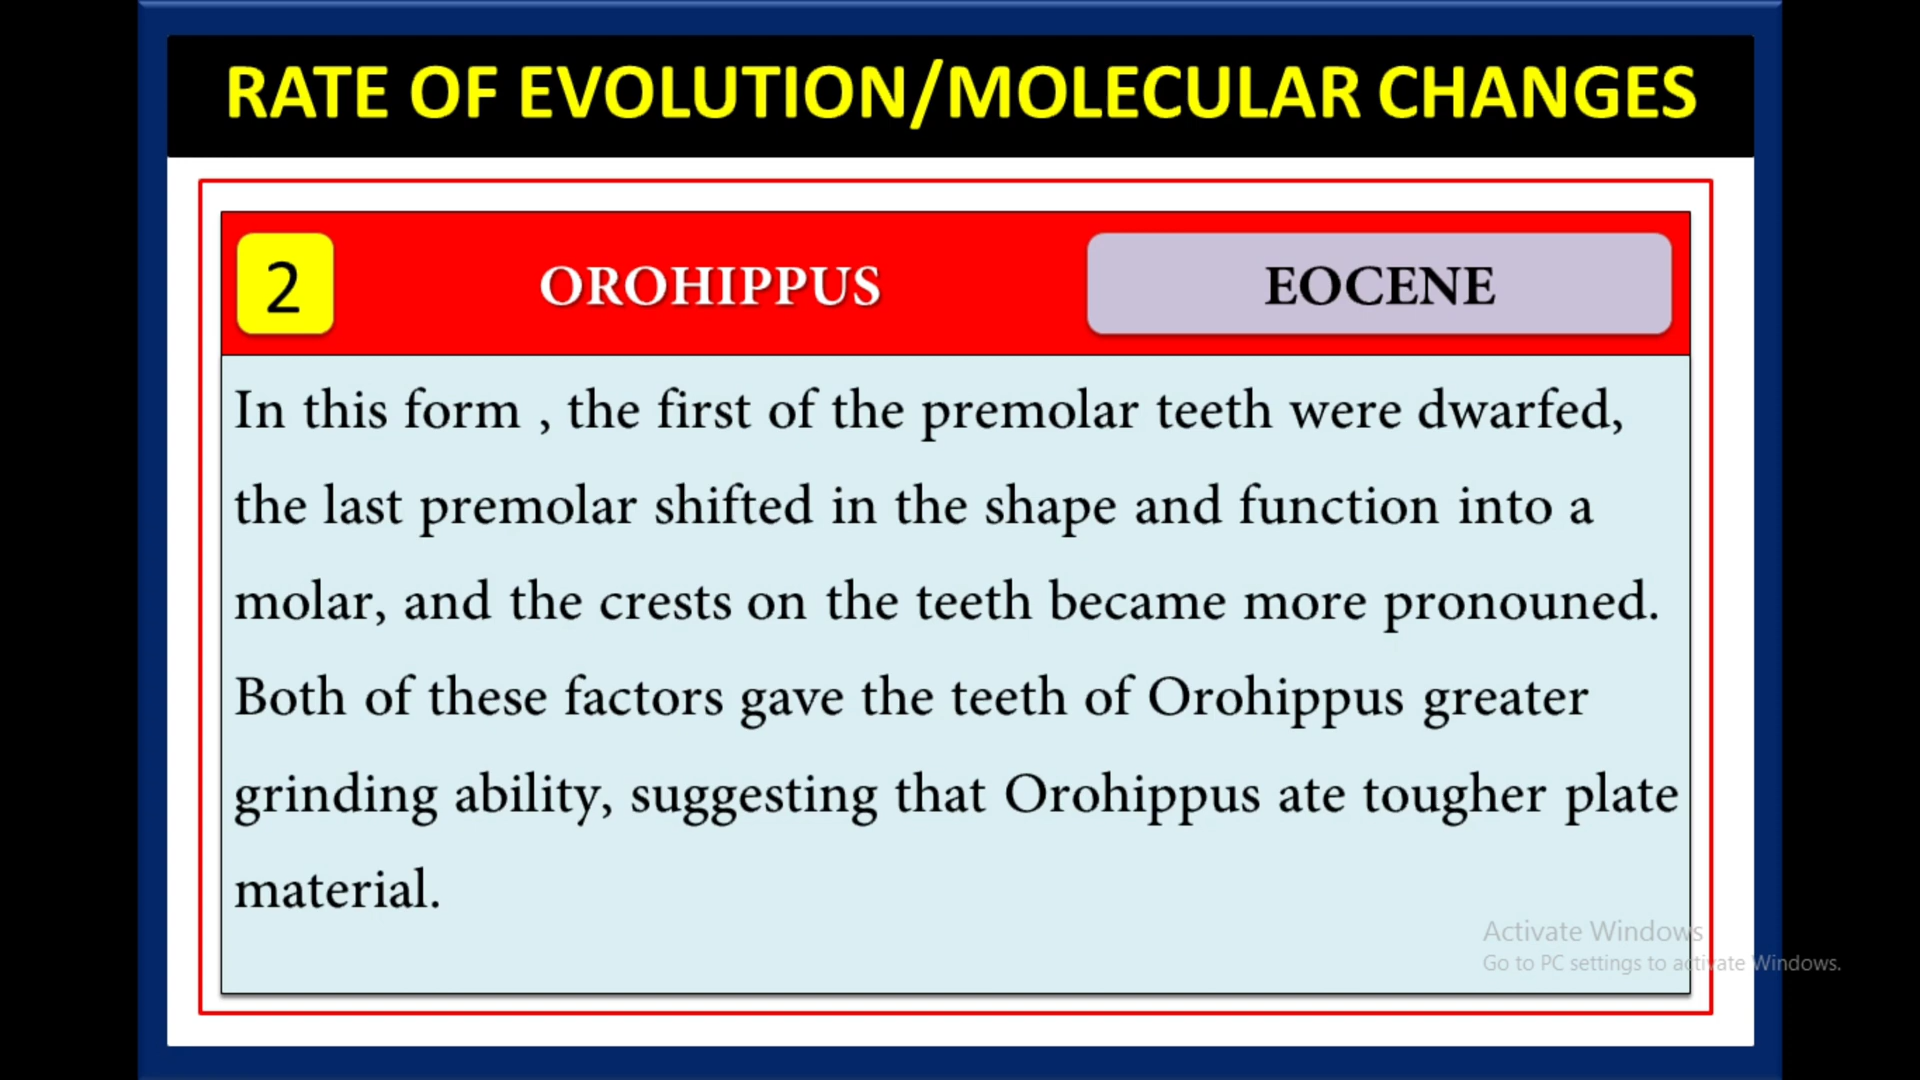 RATE OF EVOLUTION/MOLECULAR CHANGES
2 OROHIPPUS EOCENE
In this form , the first of the premolar teeth were dwarfed,
the last premolar shifted in the shape and function into a
molar, and the crests on the teeth became more pronouned.
Both of these factors gave the teeth of Orohippus greater
grinding ability, suggesting that Orohippus ate tougher plate
material.
Activate Windows
Go to PC settings to activate Windows.